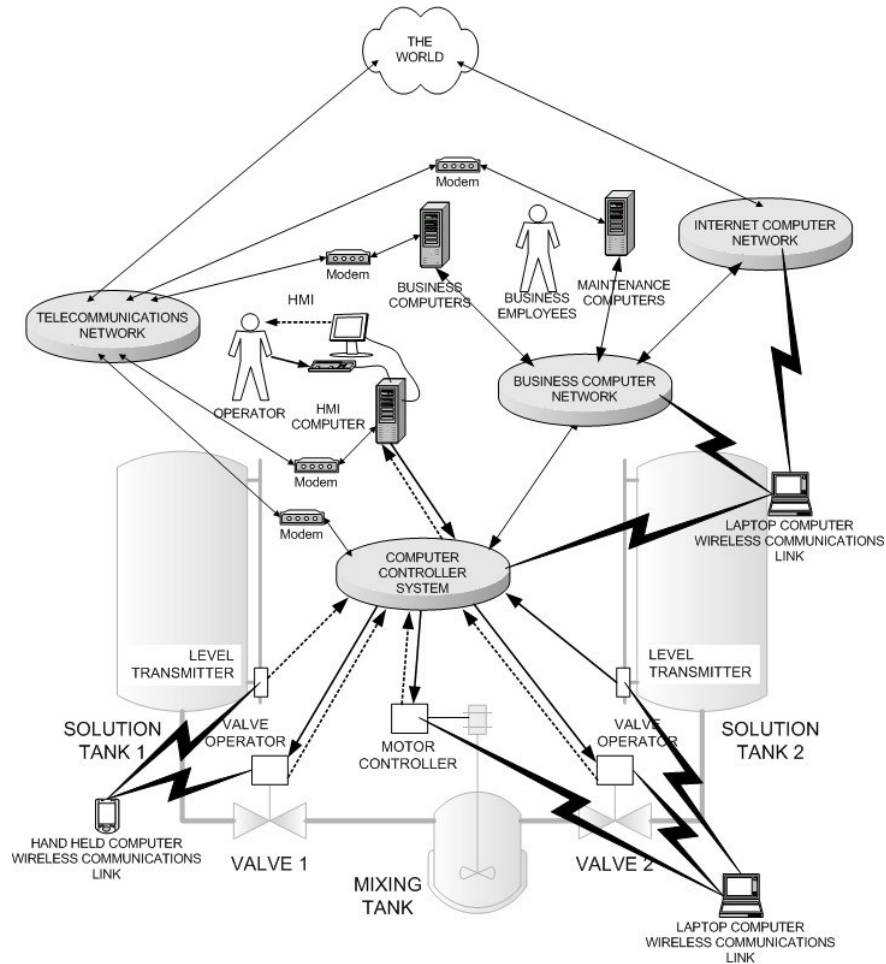 THE
WORLD
Modem
INTERNET COMPUTER
NETWORK
Modem
BUSINESS
COMPUTERS
BUSINESS
EMPLOYEES
MAINTENANCE
COMPUTERS
HMI
TELECOMMUNICATIONS
NETWORK
OPERATOR
HMI
COMPUTER
BUSINESS COMPUTER
NETWORK
Modem
Modem
LAPTOP COMPUTER
WIRELESS COMMUNICATIONS
LINK
COMPUTER
CONTROLLER
SYSTEM
LEVEL
TRANSMITTER
LEVEL
TRANSMITTER
SOLUTION
TANK 1
VALVE
OPERATOR
MOTOR
CONTROLLER
VALVE
OPERATOR
SOLUTION
TANK 2
HAND HELD COMPUTER
WIRELESS COMMUNICATIONS
LINK
VALVE 1
MIXING
TANK
VALVE 2
LAPTOP COMPUTER
WIRELESS COMMUNICATIONS
LINK